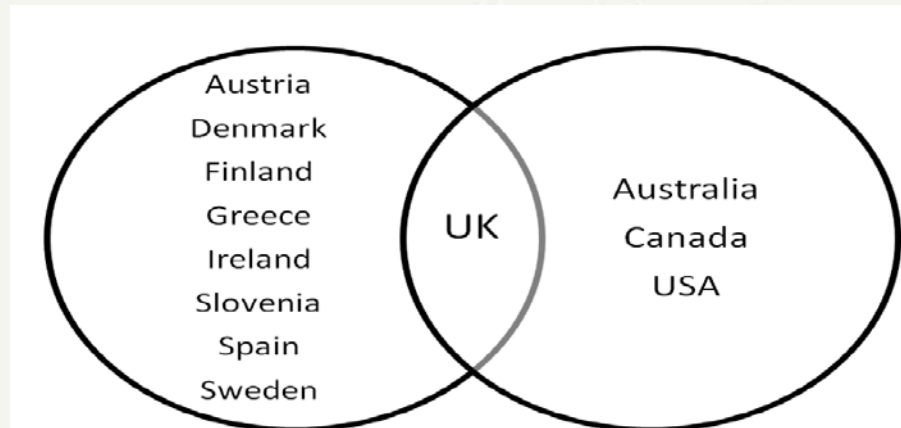 Austria
Denmark
Finland
Greece
Ireland
Slovenia
Spain
Sweden
UK
Australia
Canada
USA